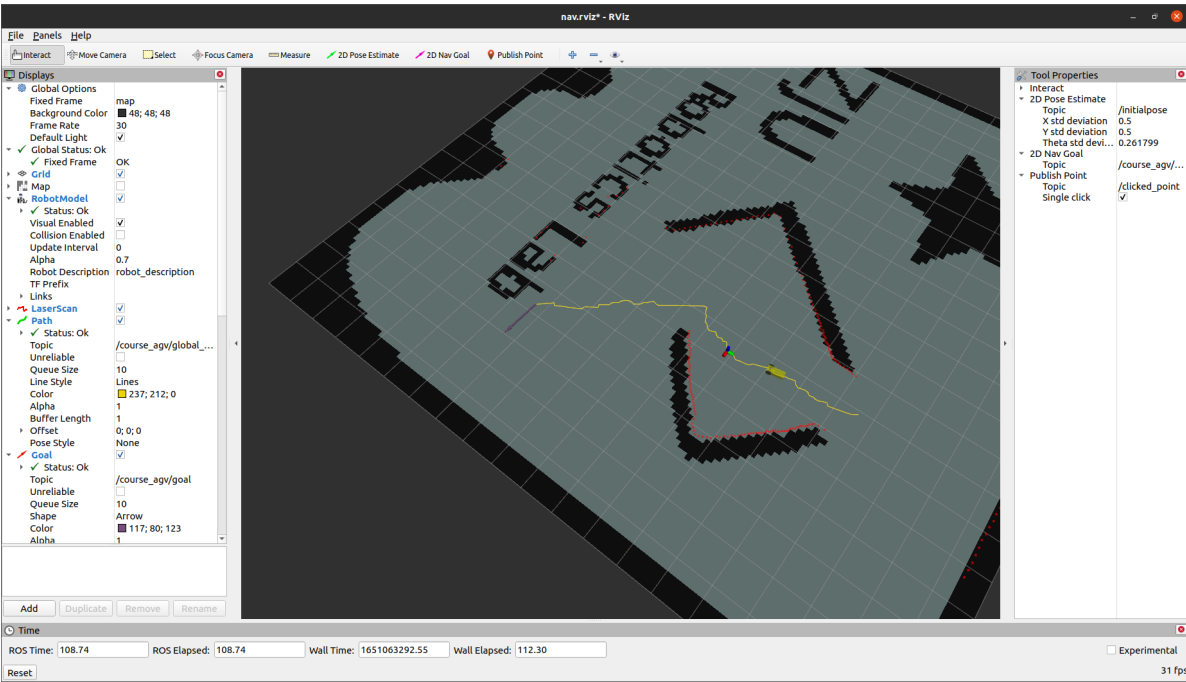 nav.rviz* - RViz
File Panels Help
Interact Move Camera Select Focus Camera Measure 2D Pose Estimate 2D Nav Goal Publish Point
Displays
Global Options
Fixed Frame map
Background Color 48; 48; 48
Frame Rate 30
Default Light
Global Status: Ok
Fixed Frame OK
Grid
Map
RobotModel
Status: Ok
Visual Enabled
Collision Enabled
Update Interval 0
Alpha 0.7
Robot Description robot_description
TF Prefix
Links
LaserScan
Path
Status: Ok
Topic /course_agv/global_...
Unreliable
Queue Size 10
Line Style Lines
Color 237; 212; 0
Alpha 1
Buffer Length 1
Offset 0; 0; 0
Pose Style None
Goal
Status: Ok
Topic /course_agv/goal
Unreliable
Queue Size 10
Shape Arrow
Color 117; 80; 123
Alpha 1
Add Duplicate Remove Rename
Tool Properties
Interact
2D Pose Estimate
Topic /initialpose
X std deviation 0.5
Y std deviation 0.5
Theta std devi... 0.261799
2D Nav Goal
Topic /course_agv/...
Publish Point
Topic /clicked_point
Single click
Time
ROS Time: 108.74 ROS Elapsed: 108.74 Wall Time: 1651063292.55 Wall Elapsed: 112.30 Experimental
Reset 31 fps